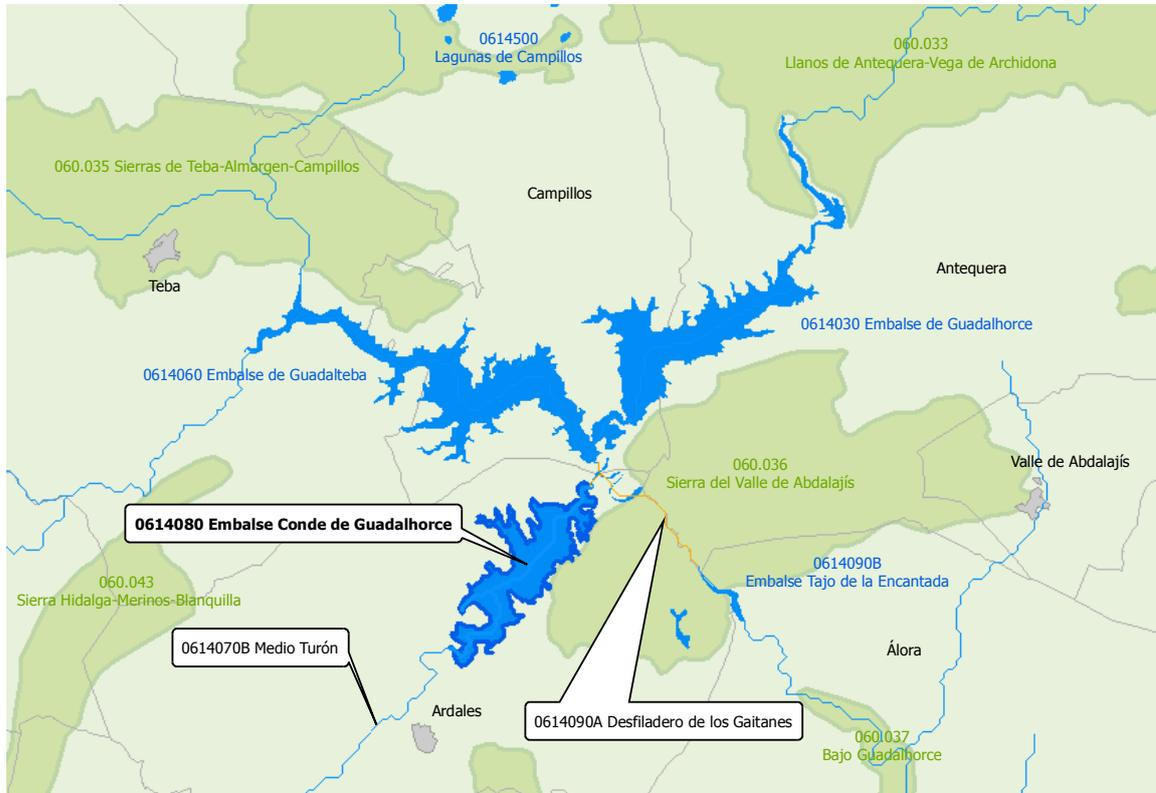 0614500
Lagunas de Campillos
060.033
Llanos de Antequera-Vega de Archidona
060.035 Sierras de Teba-Almargen-Campillos
Campillos
Antequera
Teba
0614030 Embalse de Guadalhorce
0614060 Embalse de Guadalteba
060.036
Sierra del Valle de Abdalajís
Valle de Abdalajís
0614080 Embalse Conde de Guadalhorce
060.043
Sierra Hidalga-Merinos-Blanquilla
0614090B
Embalse Tajo de la Encantada
0614070B Medio Turón
Álora
Ardales
0614090A Desfiladero de los Gaitanes
060.037
Bajo Guadalhorce